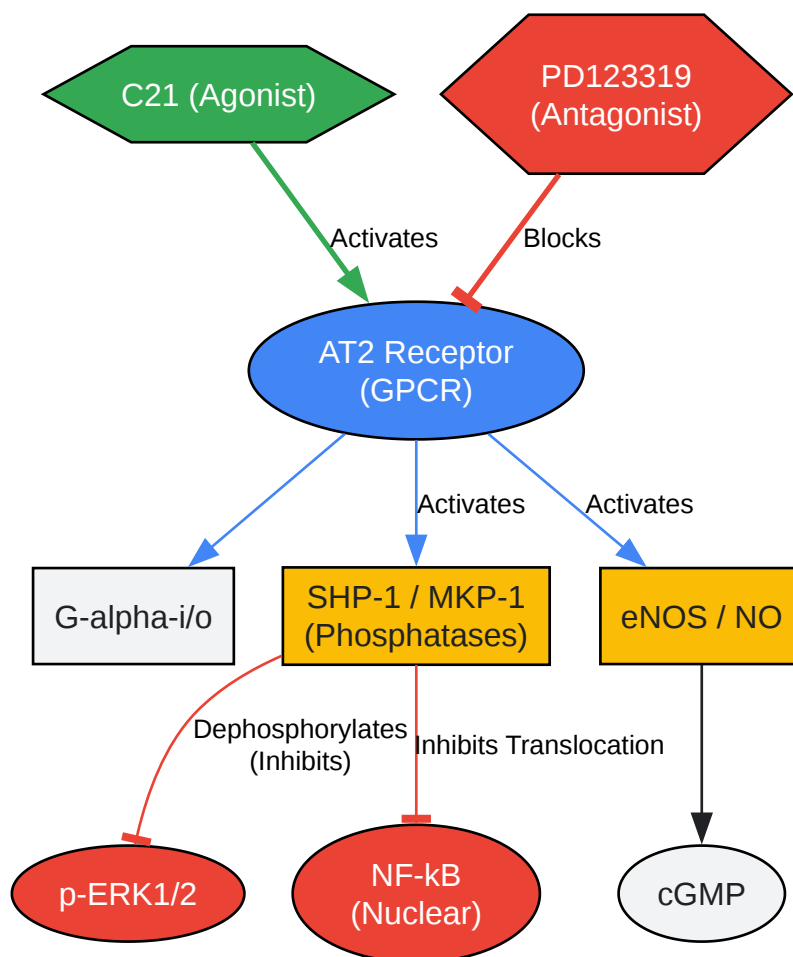 C21 (Agonist)
PD123319
(Antagonist)
Activates
Blocks
AT2 Receptor
(GPCR)
Activates
Activates
G-alpha-i/o
SHP-1 / MKP-1
(Phosphatases)
eNOS / NO
Dephosphorylates
(Inhibits)
Inhibits Translocation
p-ERK1/2
NF-kB
(Nuclear)
cGMP